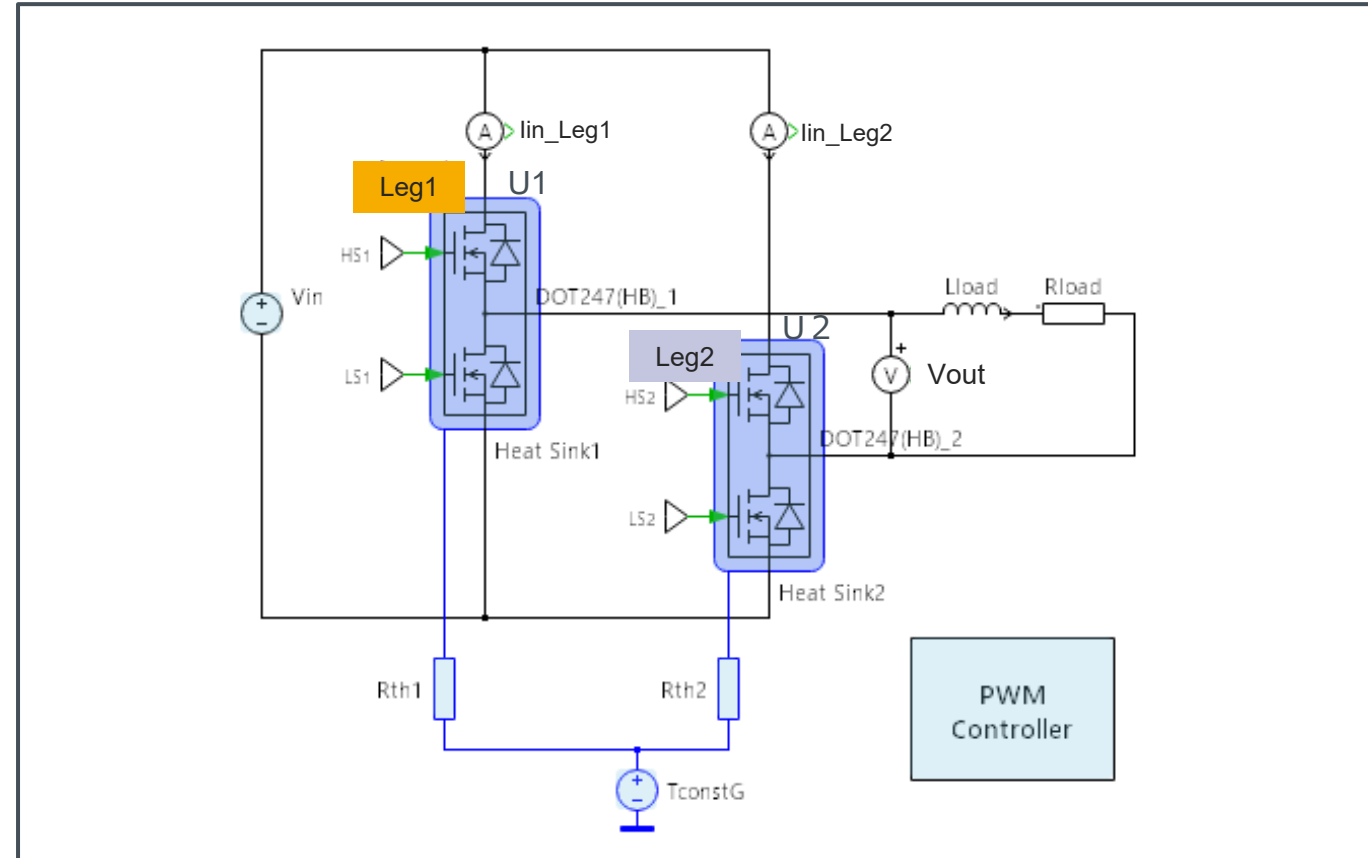 A
Iin_Leg1
A
Iin_Leg2
Leg1
U1
HS1
Vin
DOT247(HB)_1
Lload
Rload
U 2
Leg2
LS1
V
Vout
HS2
DOT247(HB)_2
Heat Sink1
LS2
Heat Sink2
Rth1
Rth2
PWM
Controller
TconstG